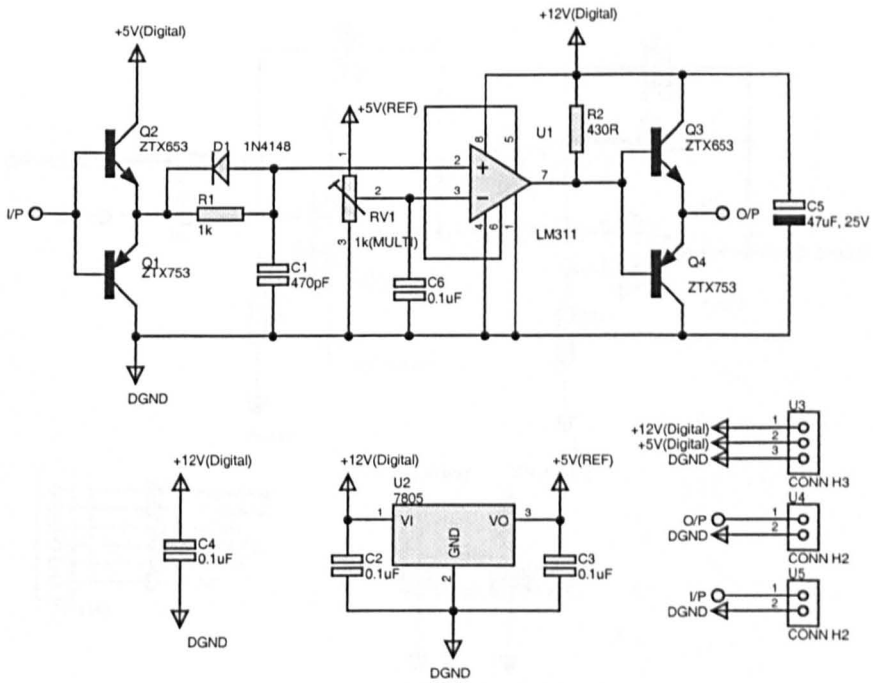 +12V(Digital)
+5V(Digital)
Q2
ZTX653
D1 1N4148
+5V(REF)
1
8
5
U1
R2
430R
Q3
ZTX653
2
+
I/P
R1
1k
2
RV1
3
−
7
O/P
C5
47uF, 25V
3
1k(MULTI)
4
6
1
LM311
Q1
ZTX753
C1
470pF
C6
0.1uF
Q4
ZTX753
DGND
U3
+12V(Digital) 1
+5V(Digital) 2
DGND 3
CONN H3
+12V(Digital)
+12V(Digital)
+5V(REF)
U2
7805
1
VI
VO
3
GND
2
U4
O/P 1
DGND 2
CONN H2
C4
0.1uF
C2
0.1uF
C3
0.1uF
U5
I/P 1
DGND 2
CONN H2
DGND
DGND